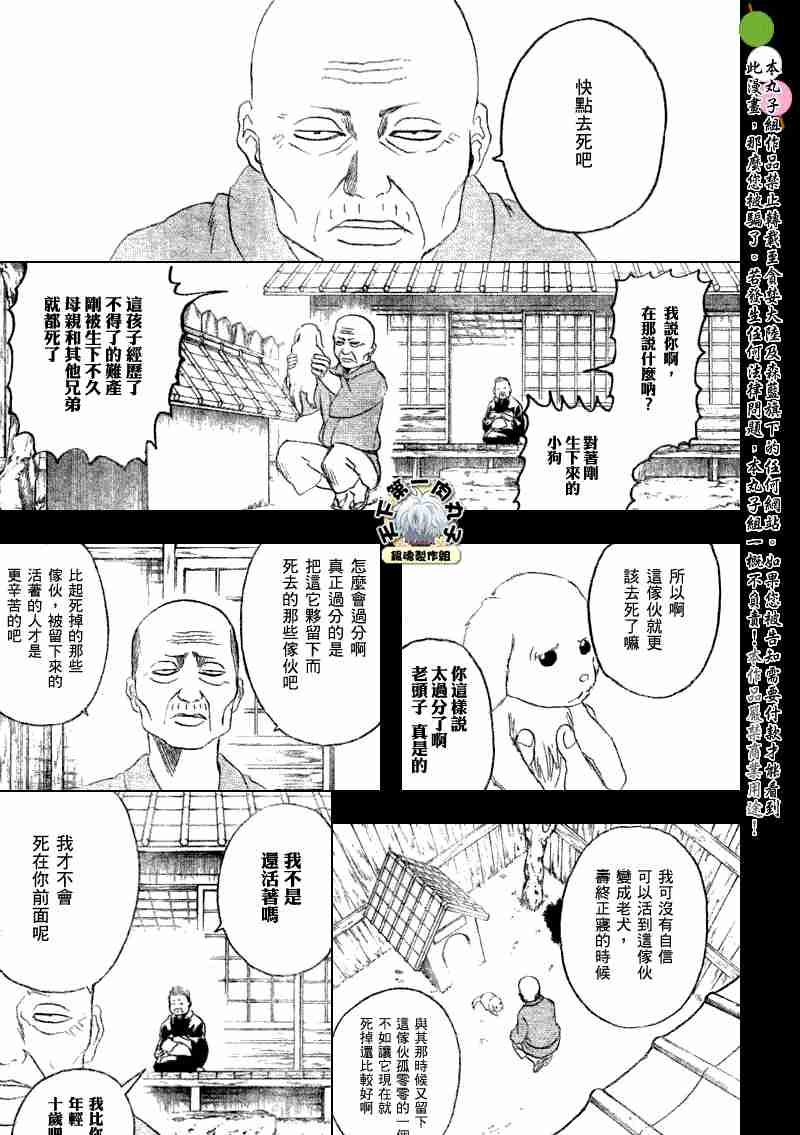 快點去死吧
我說你啊，
在那說什麼吶？
對著剛
生下來的
小狗
這孩子經歷了
不得了的難產
剛被生下不久
母親和其他兄弟
就都死了
所以啊
這傢伙就更
該去死了嘛
你這樣說
太過分了啊
老頭子 真是的
怎麼會過分啊
真正過分的是
把這它夥留下而
死去的那些傢伙吧
比起死掉的那些
傢伙，被留下來的
活著的人才是
更辛苦的吧
我可沒有自信
可以活到這傢伙
變成老犬，
壽終正寢的時候
與其那時候又留下
這傢伙孤零零的一個
不如讓它現在就
死掉還比較好啊
我不是
還活著嗎
我才不會
死在你前面呢
我比你
年輕
十歲吧
天下第一肉丸子
銀魂製作組
本丸子組作品禁止轉載至貪婪大陸及森藍旗下的任何網站。如果您被告知需要付款才能看到
此漫畫，那麼您被騙了。若發生任何法律問題，本丸子組一概不負責！本作品嚴禁商業用途！